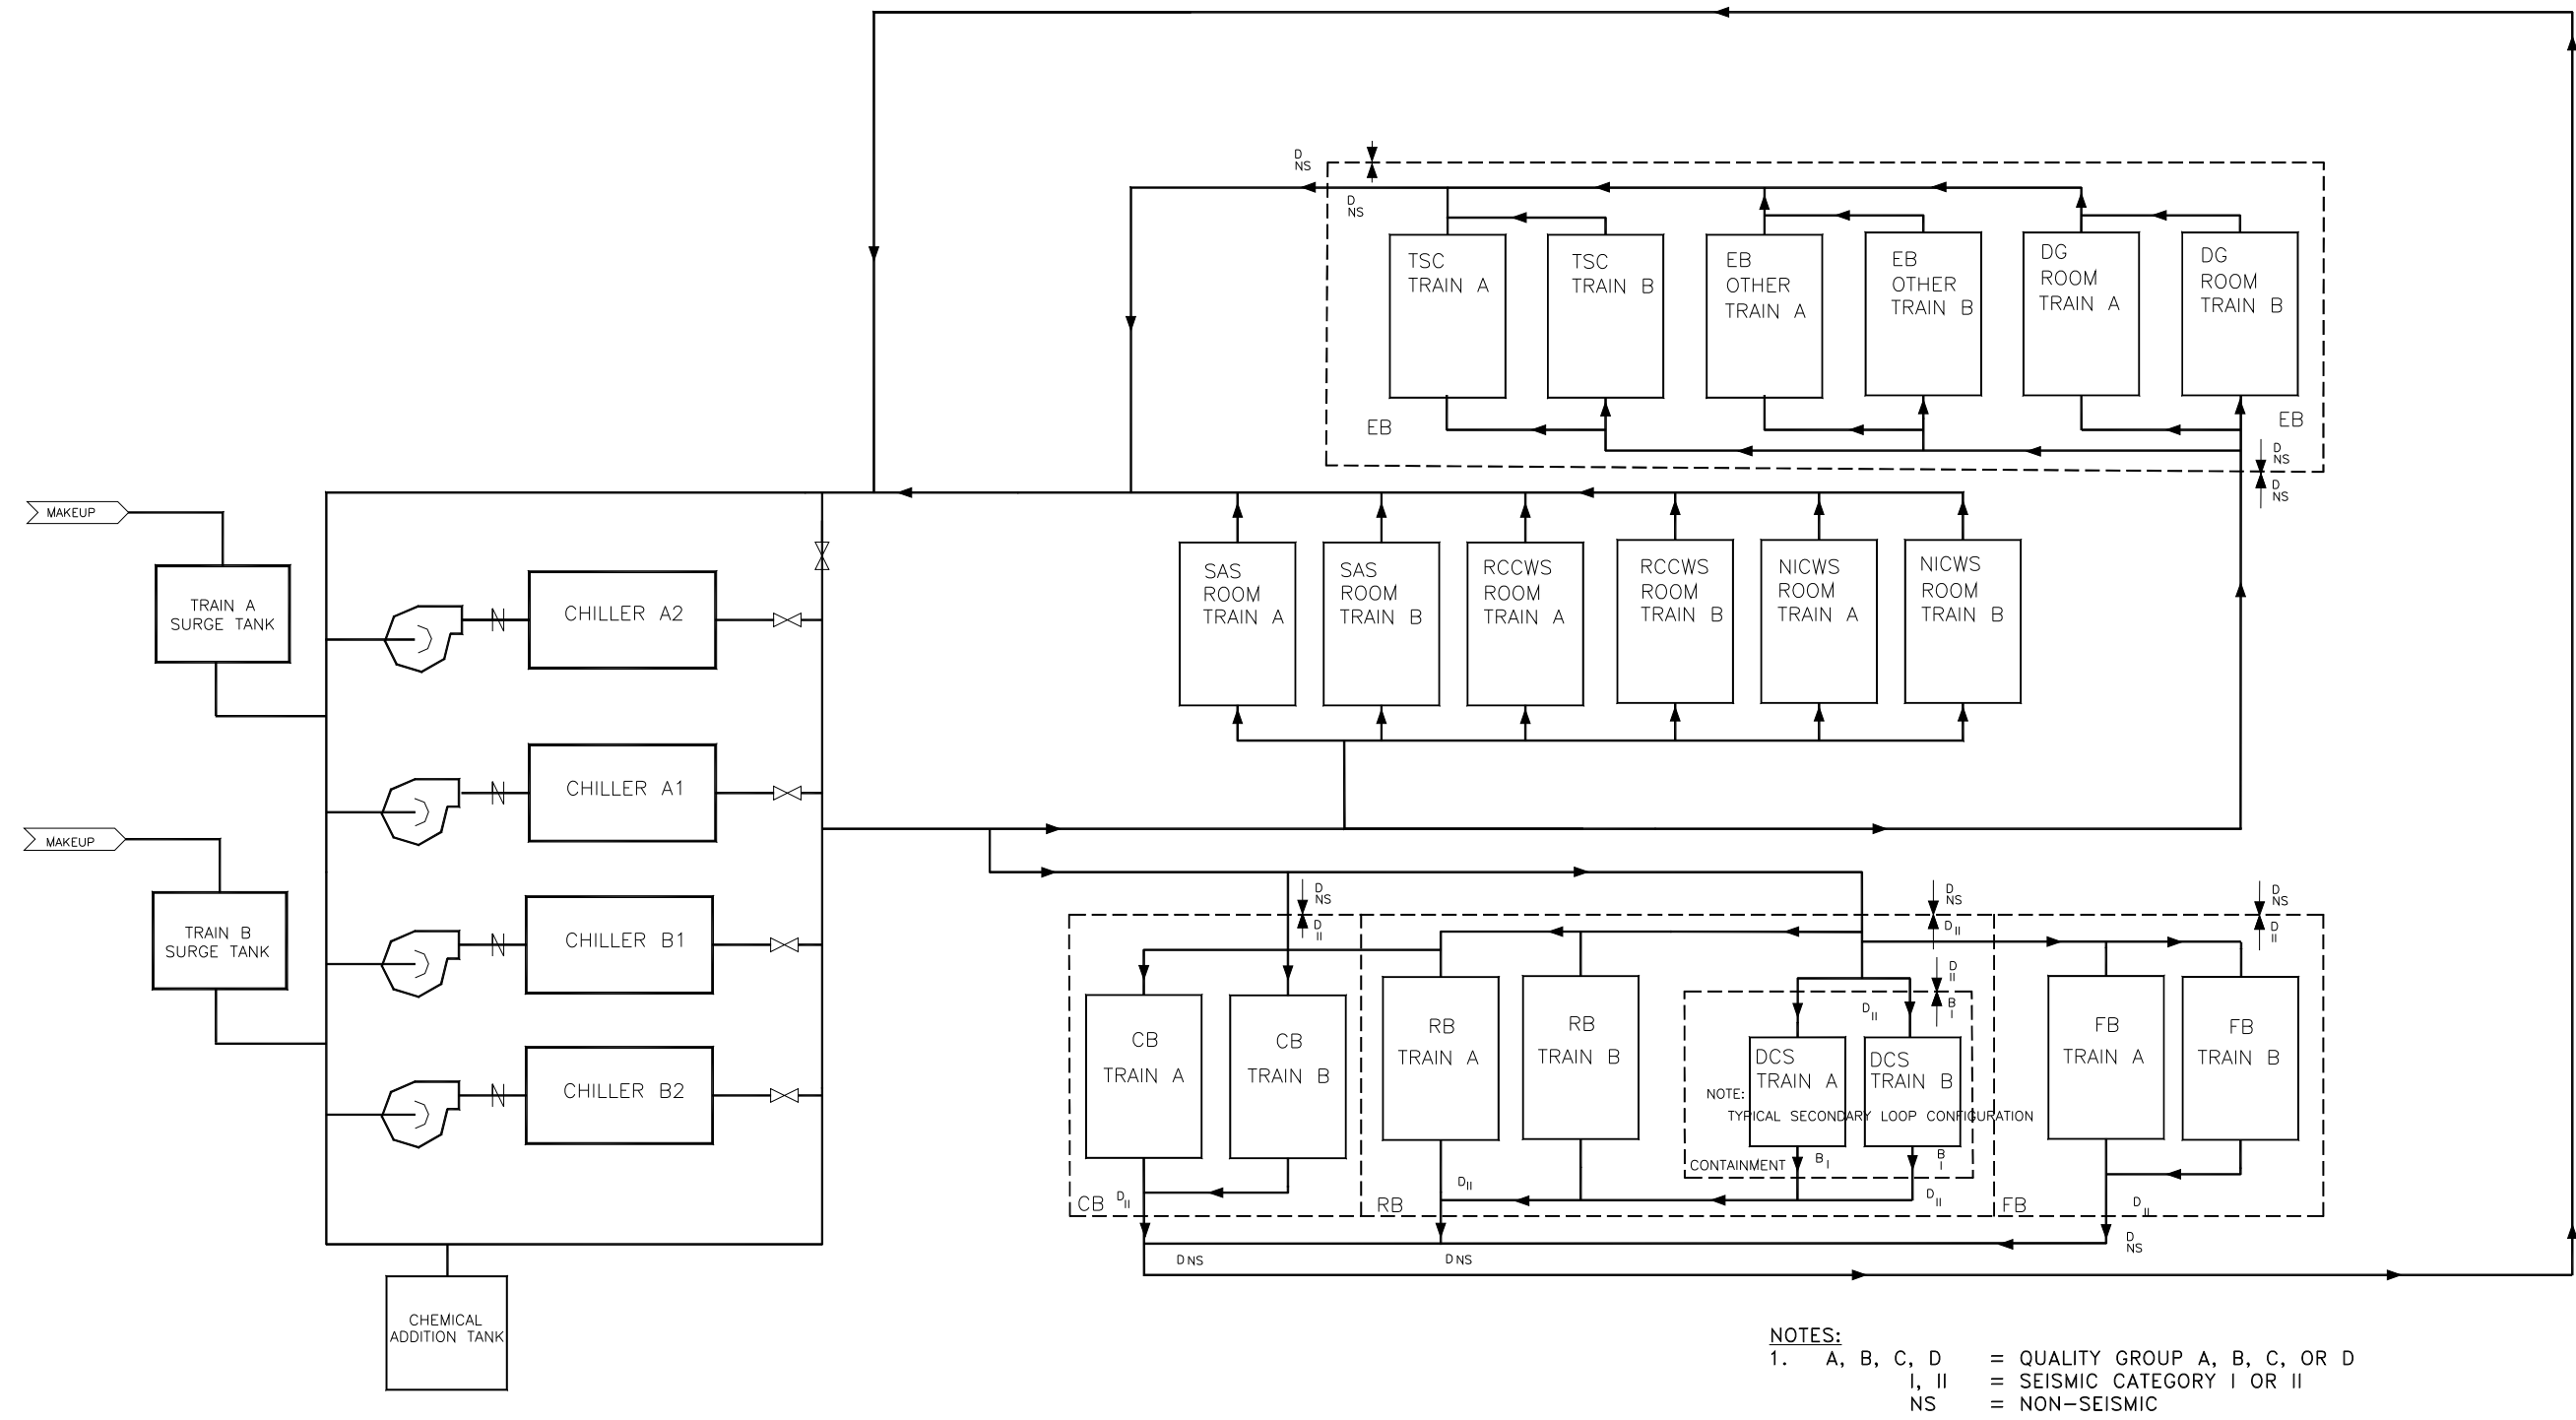 D
NS
D
NS
TSC
TRAIN A
TSC
TRAIN B
EB
OTHER
TRAIN A
EB
OTHER
TRAIN B
DG
ROOM
TRAIN A
DG
ROOM
TRAIN B
EB
EB
D
NS
D
NS
MAKEUP
TRAIN A
SURGE TANK
CHILLER A2
SAS
ROOM
TRAIN A
SAS
ROOM
TRAIN B
RCCWS
ROOM
TRAIN A
RCCWS
ROOM
TRAIN B
NICWS
ROOM
TRAIN A
NICWS
ROOM
TRAIN B
CHILLER A1
MAKEUP
TRAIN B
SURGE TANK
CHILLER B1
CHILLER B2
D
NS
D
II
D
NS
D II
D
NS
D
II
D
II
B
I
D II
CB
TRAIN A
CB
TRAIN B
RB
TRAIN A
RB
TRAIN B
DCS
TRAIN A
DCS
TRAIN B
NOTE:
TYPICAL SECONDARY LOOP CONFIGURATION
FB
TRAIN A
FB
TRAIN B
CONTAINMENT
B I
B
I
CB
D II
D II
RB
D II
FB
D II
D NS
D NS
D
NS
CHEMICAL
ADDITION TANK
NOTES:
1. A, B, C, D = QUALITY GROUP A, B, C, OR D
I, II = SEISMIC CATEGORY I OR II
NS = NON-SEISMIC